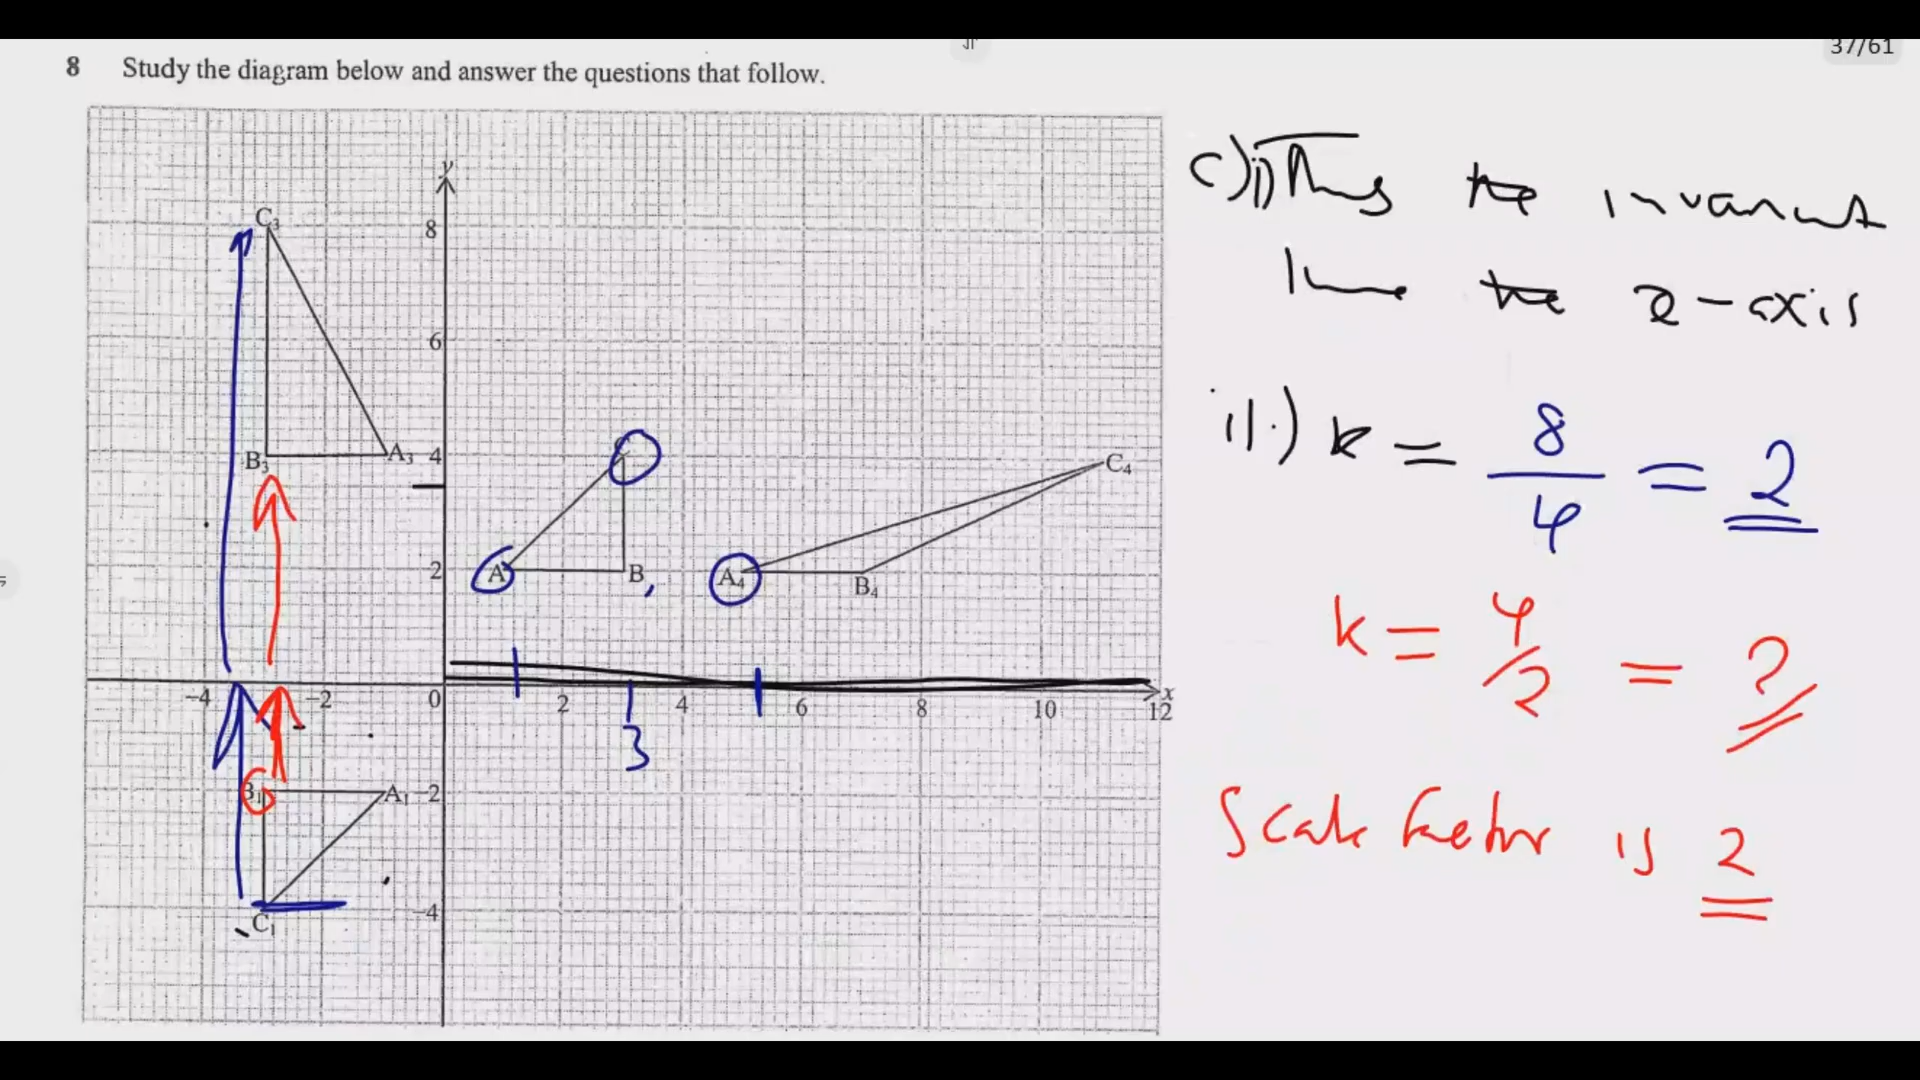 37/61
8 Study the diagram below and answer the questions that follow.
y
C3
8
6
B3 A3 4
C4
2 A B, A4 B4
-4 -2 0 2 4 6 8 10 12 x
3
B1 A1 -2
-4
C1
c)i) Thus the invariant
line the x-axis
ii.) k = 8/4 = 2
k = 4/2 = 2
Scale factor is 2